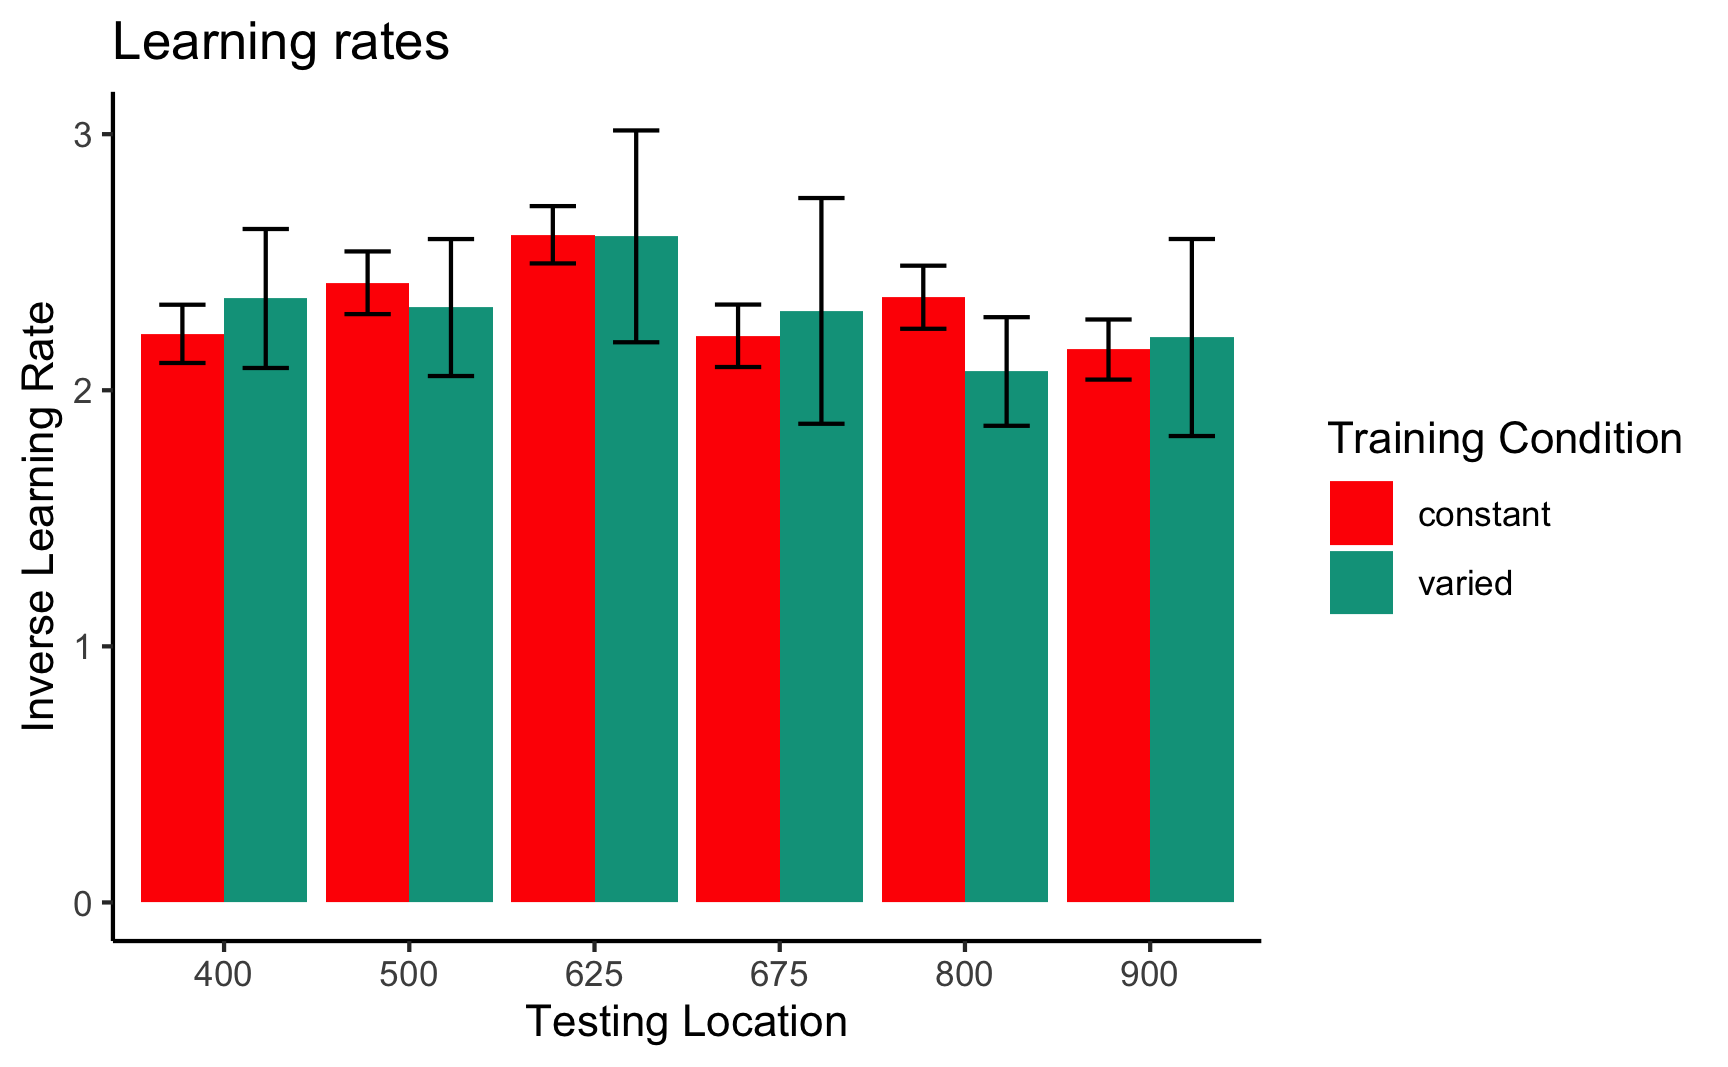 Learning rates
Inverse Learning Rate
3
2
1
0
400 500 625 675 800 900
Testing Location
Training Condition
constant
varied